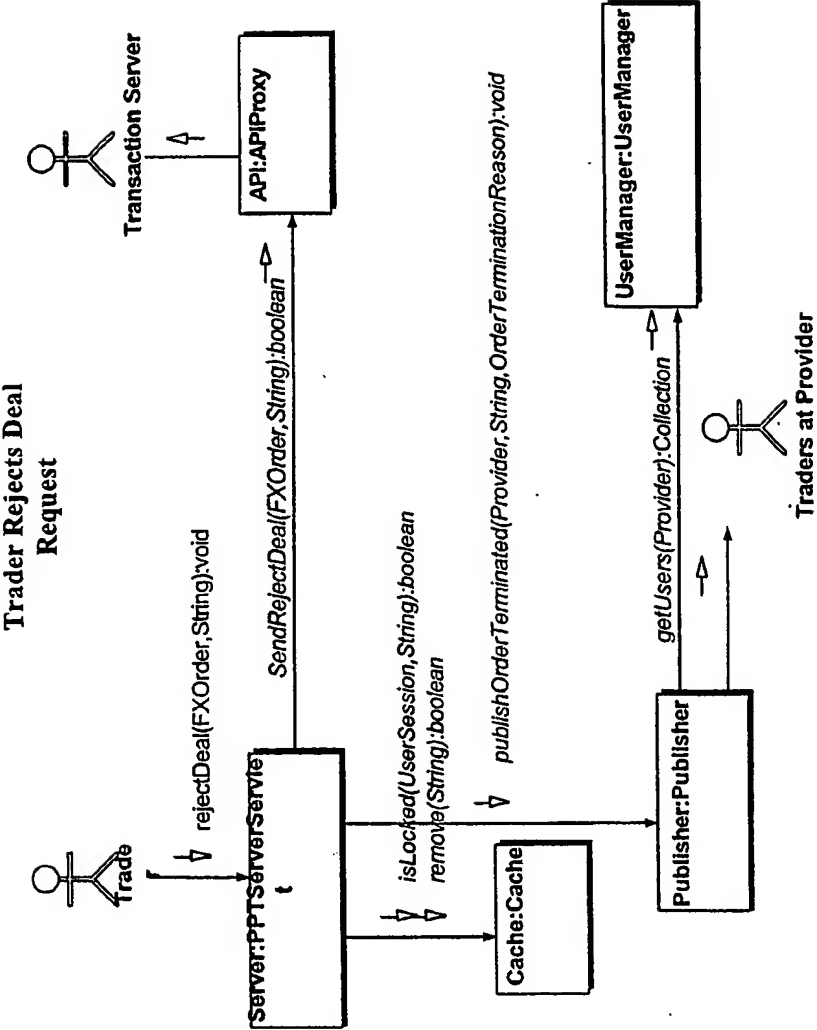 Trader Rejects Deal
Request
Trade
r
rejectDeal(FXOrder,String):void
Server:PPTServerServle
t
SendRejectDeal(FXOrder,String):boolean
API:APIProxy
Transaction Server
isLocked(UserSession,String):boolean
remove(String):boolean
Cache:Cache
publishOrderTerminated(Provider,String,OrderTerminationReason):void
Publisher:Publisher
getUsers(Provider):Collection
UserManager:UserManager
Traders at Provider